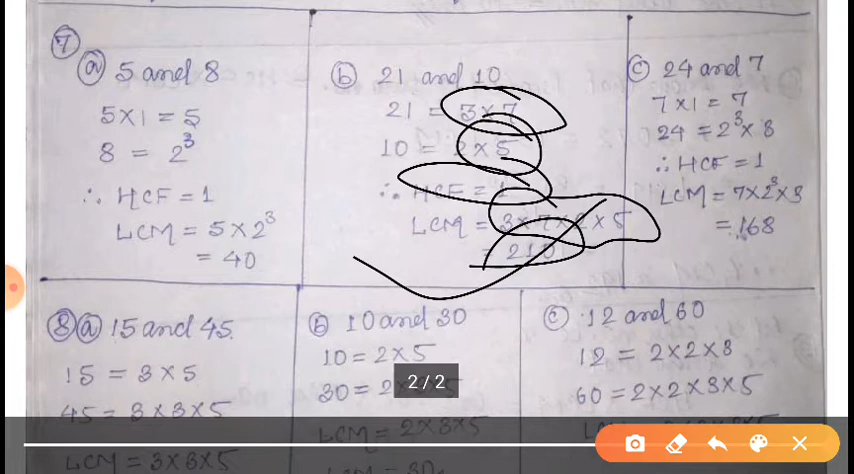 7
(a) 5 and 8
5×1 = 5
8 = 2³
∴ HCF = 1
LCM = 5×2³
= 40
(b) 21 and 10
21 = 3×7
10 = 2×5
∴ HCF = 1
LCM = 3×7×2×5
= 210
(c) 24 and 7
7×1 = 7
24 = 2³×3
∴ HCF = 1
LCM = 7×2³×3
= 168
8 (a) 15 and 45
15 = 3×5
45 = 3×3×5
LCM = 3×3×5
(b) 10 and 30
10 = 2×5
30 = 2
LCM = 2×3×5
(c) 12 and 60
12 = 2×2×3
60 = 2×2×3×5
2 / 2